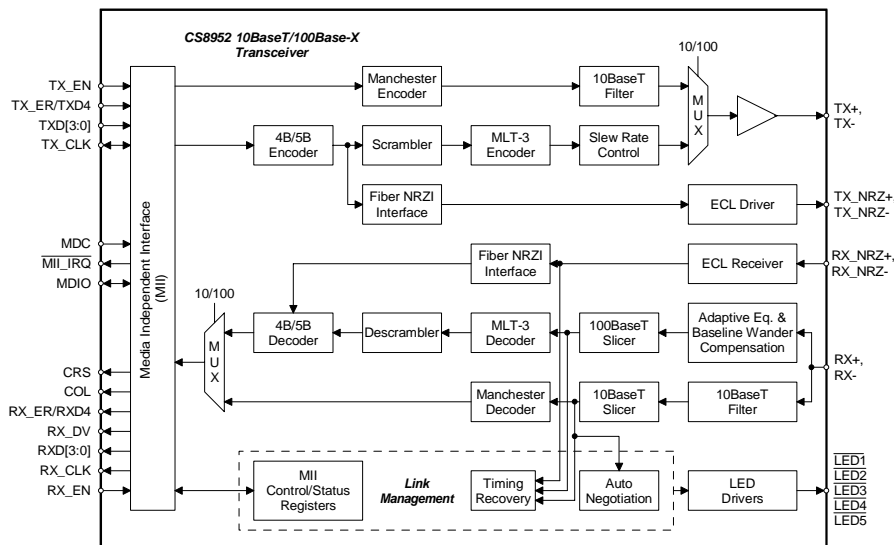 CS8952 10BaseT/100Base-X
Transceiver
10/100
TX_EN
TX_ER/TXD4
TXD[3:0]
TX_CLK
Manchester
Encoder
10BaseT
Filter
M
U
X
TX+,
TX-
4B/5B
Encoder
Scrambler
MLT-3
Encoder
Slew Rate
Control
Fiber NRZI
Interface
ECL Driver
TX_NRZ+,
TX_NRZ-
MDC
MII_IRQ
MDIO
Media Independent Interface
(MII)
Fiber NRZI
Interface
ECL Receiver
RX_NRZ+,
RX_NRZ-
10/100
M
U
X
4B/5B
Decoder
Descrambler
MLT-3
Decoder
100BaseT
Slicer
Adaptive Eq. &
Baseline Wander
Compensation
RX+,
RX-
Manchester
Decoder
10BaseT
Slicer
10BaseT
Filter
CRS
COL
RX_ER/RXD4
RX_DV
RXD[3:0]
RX_CLK
RX_EN
MII
Control/Status
Registers
Link
Management
Timing
Recovery
Auto
Negotiation
LED
Drivers
LED1
LED2
LED3
LED4
LED5